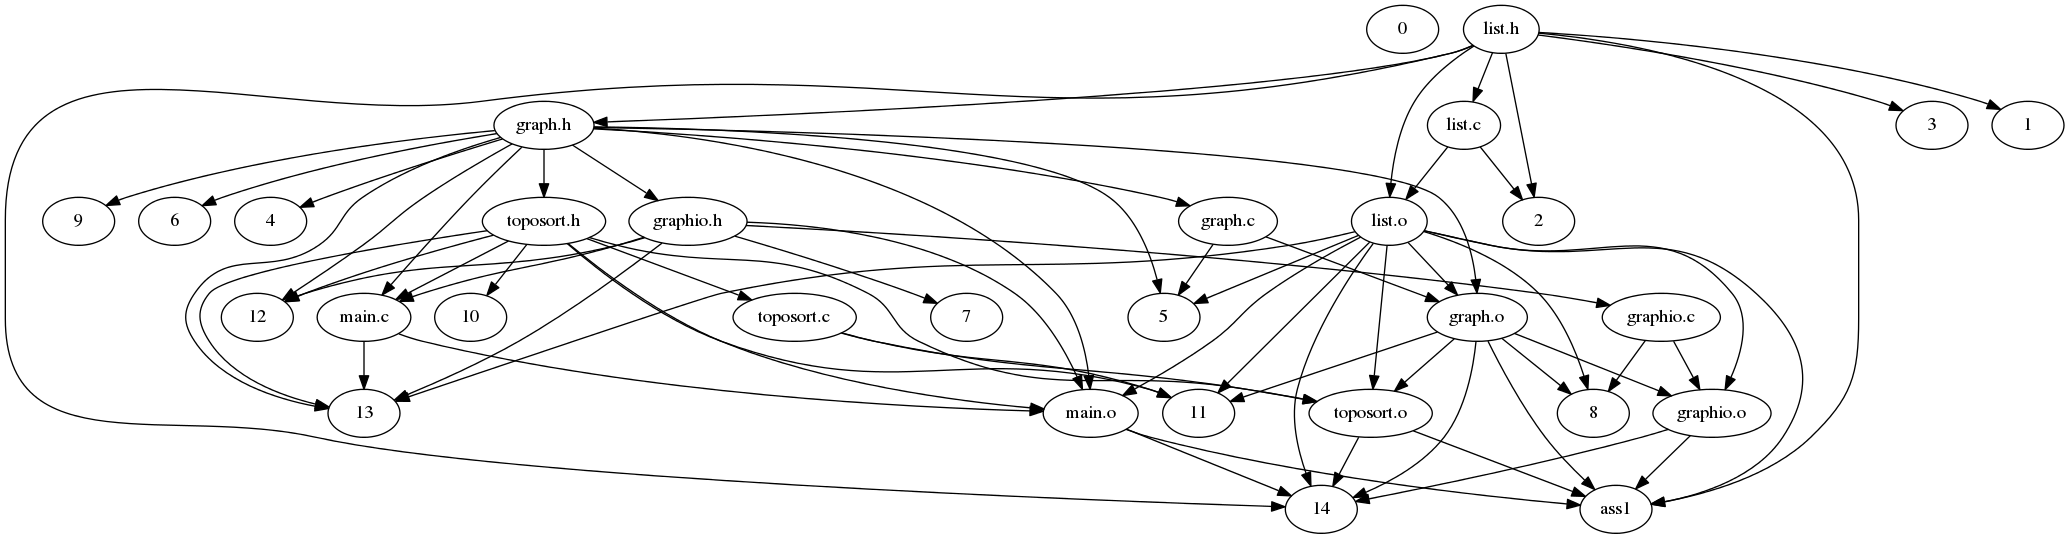 0
list.h
graph.h
list.c
3
1
9
6
4
toposort.h
graphio.h
graph.c
list.o
2
12
main.c
10
toposort.c
7
5
graph.o
graphio.c
13
main.o
11
toposort.o
8
graphio.o
14
ass1